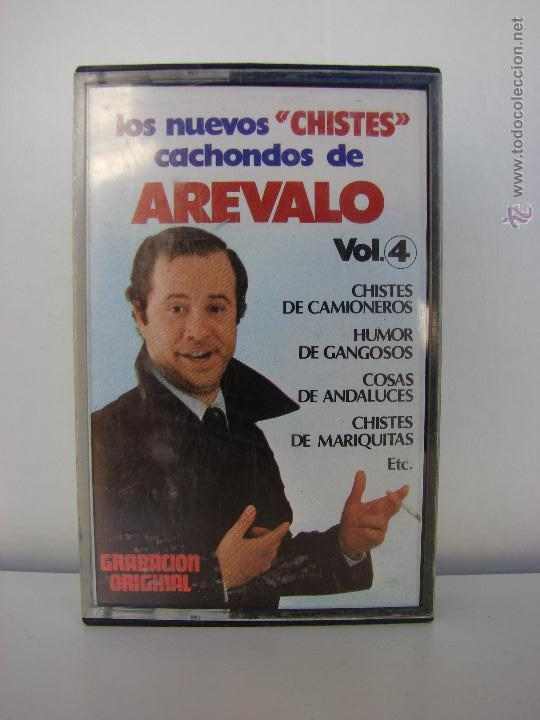 los nuevos "CHISTES"
cachondos de
AREVALO
Vol.4
CHISTES
DE CAMIONEROS
HUMOR
DE GANGOSOS
COSAS
DE ANDALUCES
CHISTES
DE MARIQUITAS
Etc.
GRABACION
ORIGINAL
www.todocoleccion.net